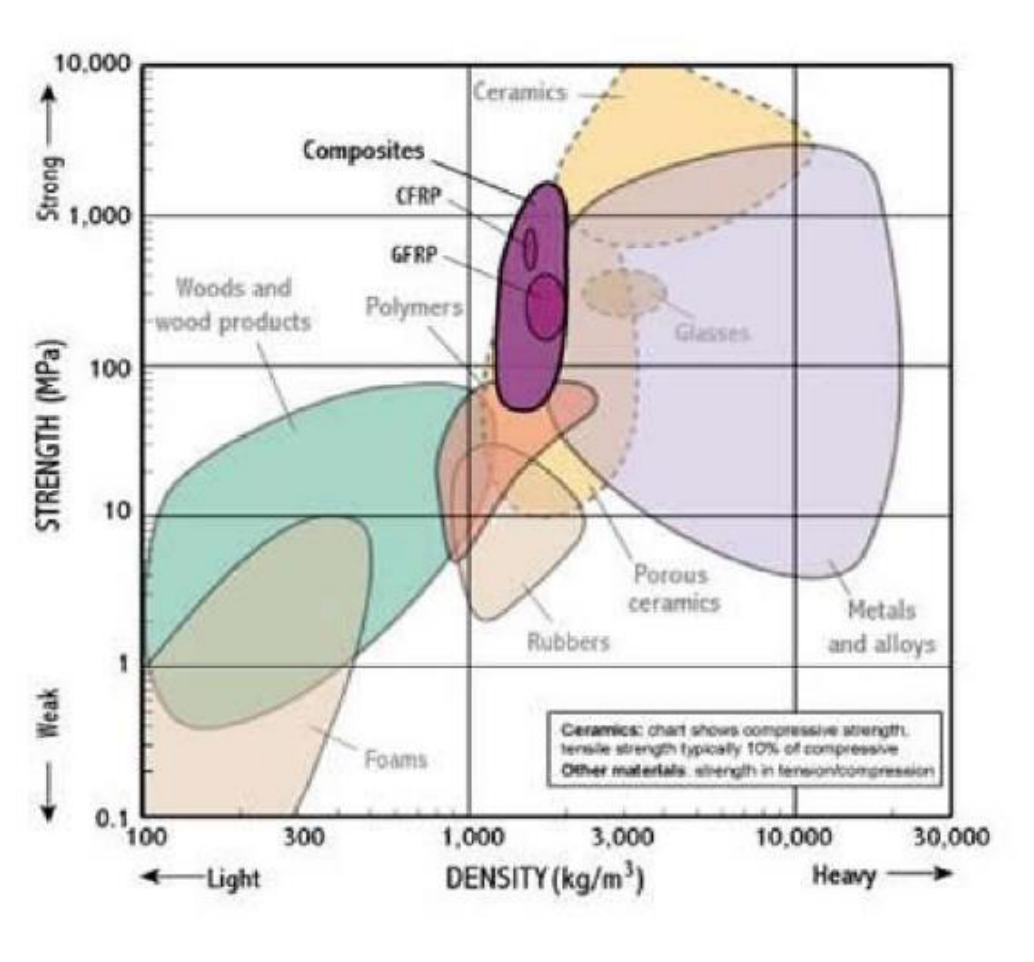 10,000
1,000
100
10
1
0.1
Strong
STRENGTH (MPa)
Weak
Ceramics
Composites
CFRP
GFRP
Woods and
wood products
Polymers
Glasses
Porous
ceramics
Metals
and alloys
Rubbers
Foams
Ceramics: chart shows compressive strength,
tensile strength typically 10% of compressive
Other materials: strength in tension/compression
100
300
1,000
3,000
10,000
30,000
Light
DENSITY (kg/m³)
Heavy